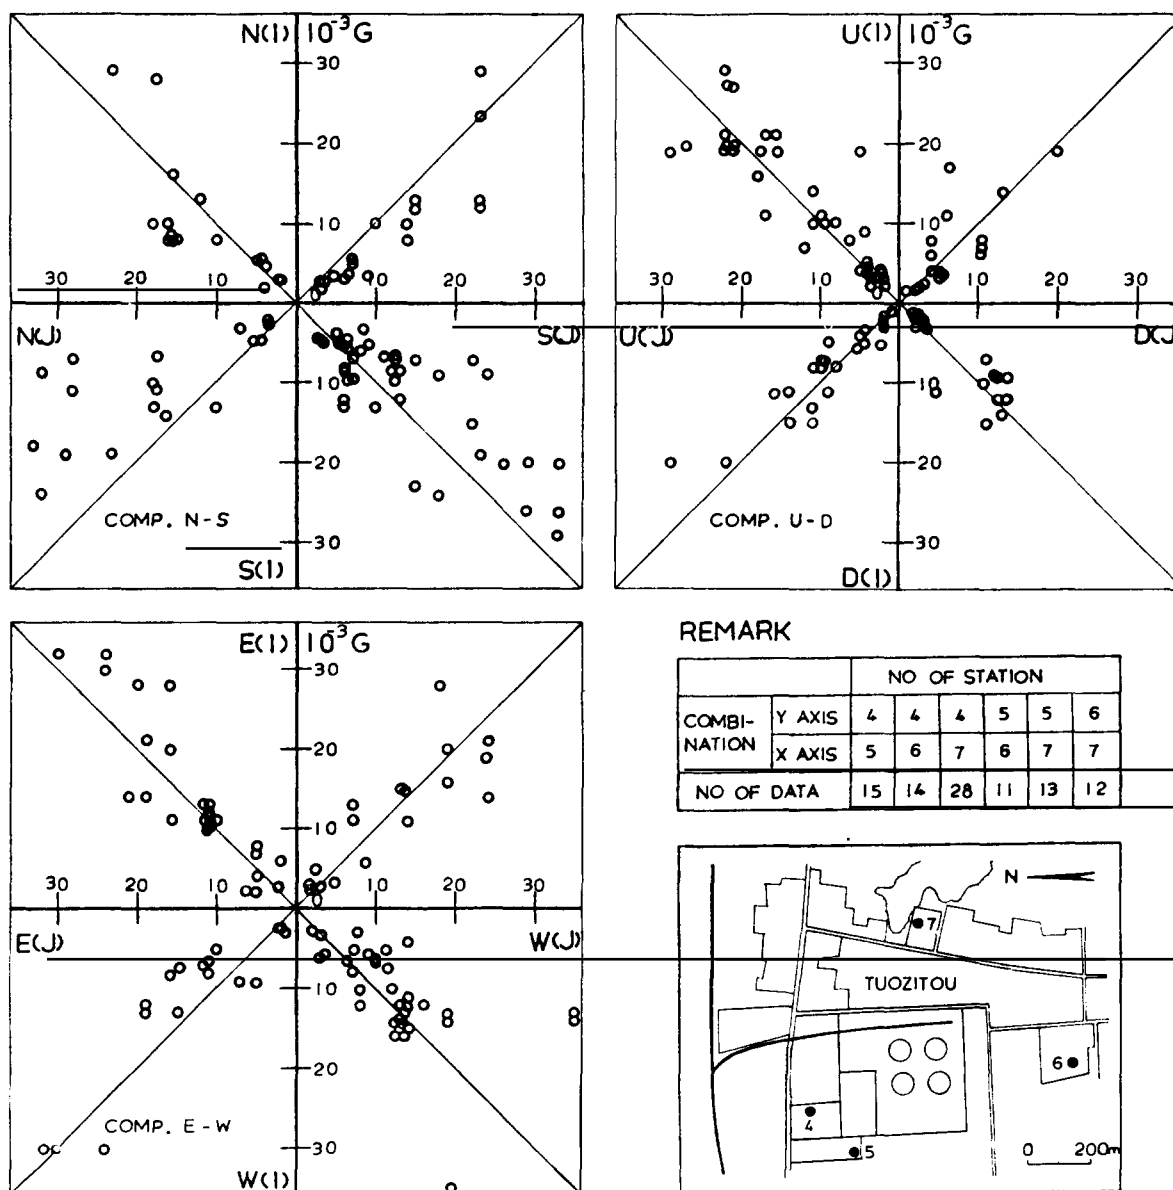 N(I) 10⁻³G
30
20
10
30 20 10 10 20 30
N(J) S(J)
10
20
30
COMP. N-S
S(I)
U(I) 10⁻³G
30
20
10
30 20 10 10 20 30
U(J) D(J
10
20
30
COMP. U-D
D(I)
E(I) 10⁻³G
30
20
10
30 20 10 10 20 30
E(J) W(J)
10
20
30
COMP. E-W
W(I)
REMARK
NO OF STATION
COMBI-NATION Y AXIS 4 4 4 5 5 6
X AXIS 5 6 7 6 7 7
NO OF DATA 15 14 28 11 13 12
N
7
TUOZITOU
6
4
5
0 200m